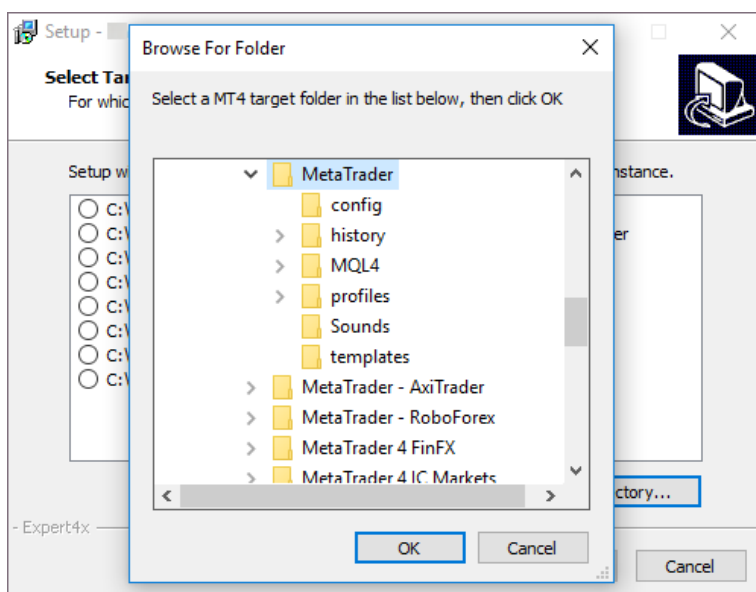 Setup -
Browse For Folder
Select Tar
For whic
Select a MT4 target folder in the list below, then click OK
Setup w
nstance.
MetaTrader
config
history
MQL4
profiles
Sounds
templates
MetaTrader - AxiTrader
MetaTrader - RoboForex
MetaTrader 4 FinFX
MetaTrader 4 IC Markets
C:\
C:\
er
C:\
C:\
C:\
C:\
C:\
C:\
ctory...
- Expert4x
OK
Cancel
Cancel